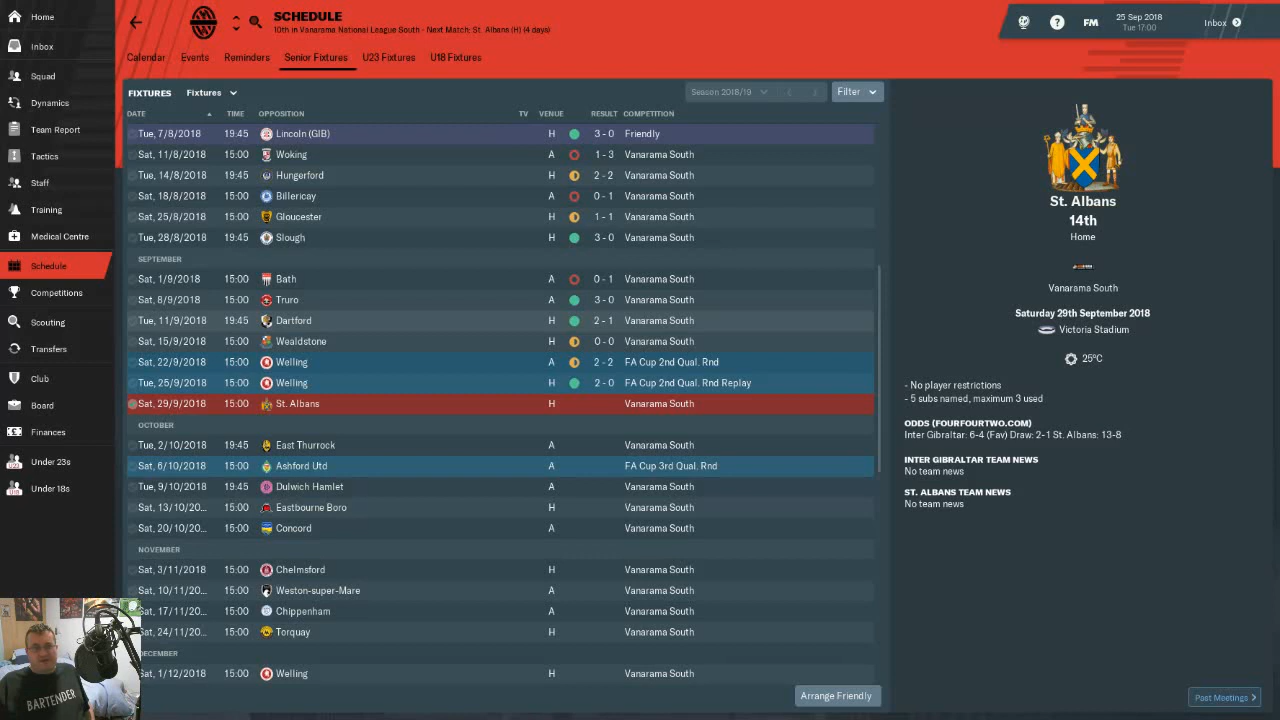 Home
Inbox
Squad
Dynamics
Team Report
Tactics
Staff
Training
Medical Centre
Schedule
Competitions
Scouting
Transfers
Club
Board
Finances
U23
Under 23s
U18
Under 18s
SCHEDULE
10th in Vanarama National League South - Next Match: St. Albans (H) (4 days)
? FM
25 Sep 2018
Tue 17:00
Inbox
Calendar Events Reminders Senior Fixtures U23 Fixtures U18 Fixtures
FIXTURES Fixtures Season 2018/19 Filter
DATE TIME OPPOSITION TV VENUE RESULT COMPETITION
Tue, 7/8/2018 19:45 Lincoln (GIB) H 3 - 0 Friendly
Sat, 11/8/2018 15:00 Woking A 1 - 3 Vanarama South
Tue, 14/8/2018 19:45 Hungerford H 2 - 2 Vanarama South
Sat, 18/8/2018 15:00 Billericay A 0 - 1 Vanarama South
Sat, 25/8/2018 15:00 Gloucester H 1 - 1 Vanarama South
Tue, 28/8/2018 19:45 Slough H 3 - 0 Vanarama South
SEPTEMBER
Sat, 1/9/2018 15:00 Bath A 0 - 1 Vanarama South
Sat, 8/9/2018 15:00 Truro A 3 - 0 Vanarama South
Tue, 11/9/2018 19:45 Dartford H 2 - 1 Vanarama South
Sat, 15/9/2018 15:00 Wealdstone H 0 - 0 Vanarama South
Sat, 22/9/2018 15:00 Welling A 2 - 2 FA Cup 2nd Qual. Rnd
Tue, 25/9/2018 15:00 Welling H 2 - 0 FA Cup 2nd Qual. Rnd Replay
Sat, 29/9/2018 15:00 St. Albans H Vanarama South
OCTOBER
Tue, 2/10/2018 19:45 East Thurrock A Vanarama South
Sat, 6/10/2018 15:00 Ashford Utd A FA Cup 3rd Qual. Rnd
Tue, 9/10/2018 19:45 Dulwich Hamlet A Vanarama South
Sat, 13/10/20... 15:00 Eastbourne Boro H Vanarama South
Sat, 20/10/20... 15:00 Concord A Vanarama South
NOVEMBER
Sat, 3/11/2018 15:00 Chelmsford H Vanarama South
Sat, 10/11/20... 15:00 Weston-super-Mare A Vanarama South
Sat, 17/11/20... 15:00 Chippenham A Vanarama South
Sat, 24/11/20... 15:00 Torquay H Vanarama South
DECEMBER
Sat, 1/12/2018 15:00 Welling H Vanarama South
Arrange Friendly
St. Albans
14th
Home
Vanarama South
Saturday 29th September 2018
Victoria Stadium
25°C
- No player restrictions
- 5 subs named, maximum 3 used
ODDS (FOURFOURTWO.COM)
Inter Gibraltar: 6-4 (Fav) Draw: 2-1 St. Albans: 13-8
INTER GIBRALTAR TEAM NEWS
No team news
ST. ALBANS TEAM NEWS
No team news
Past Meetings
BARTENDER